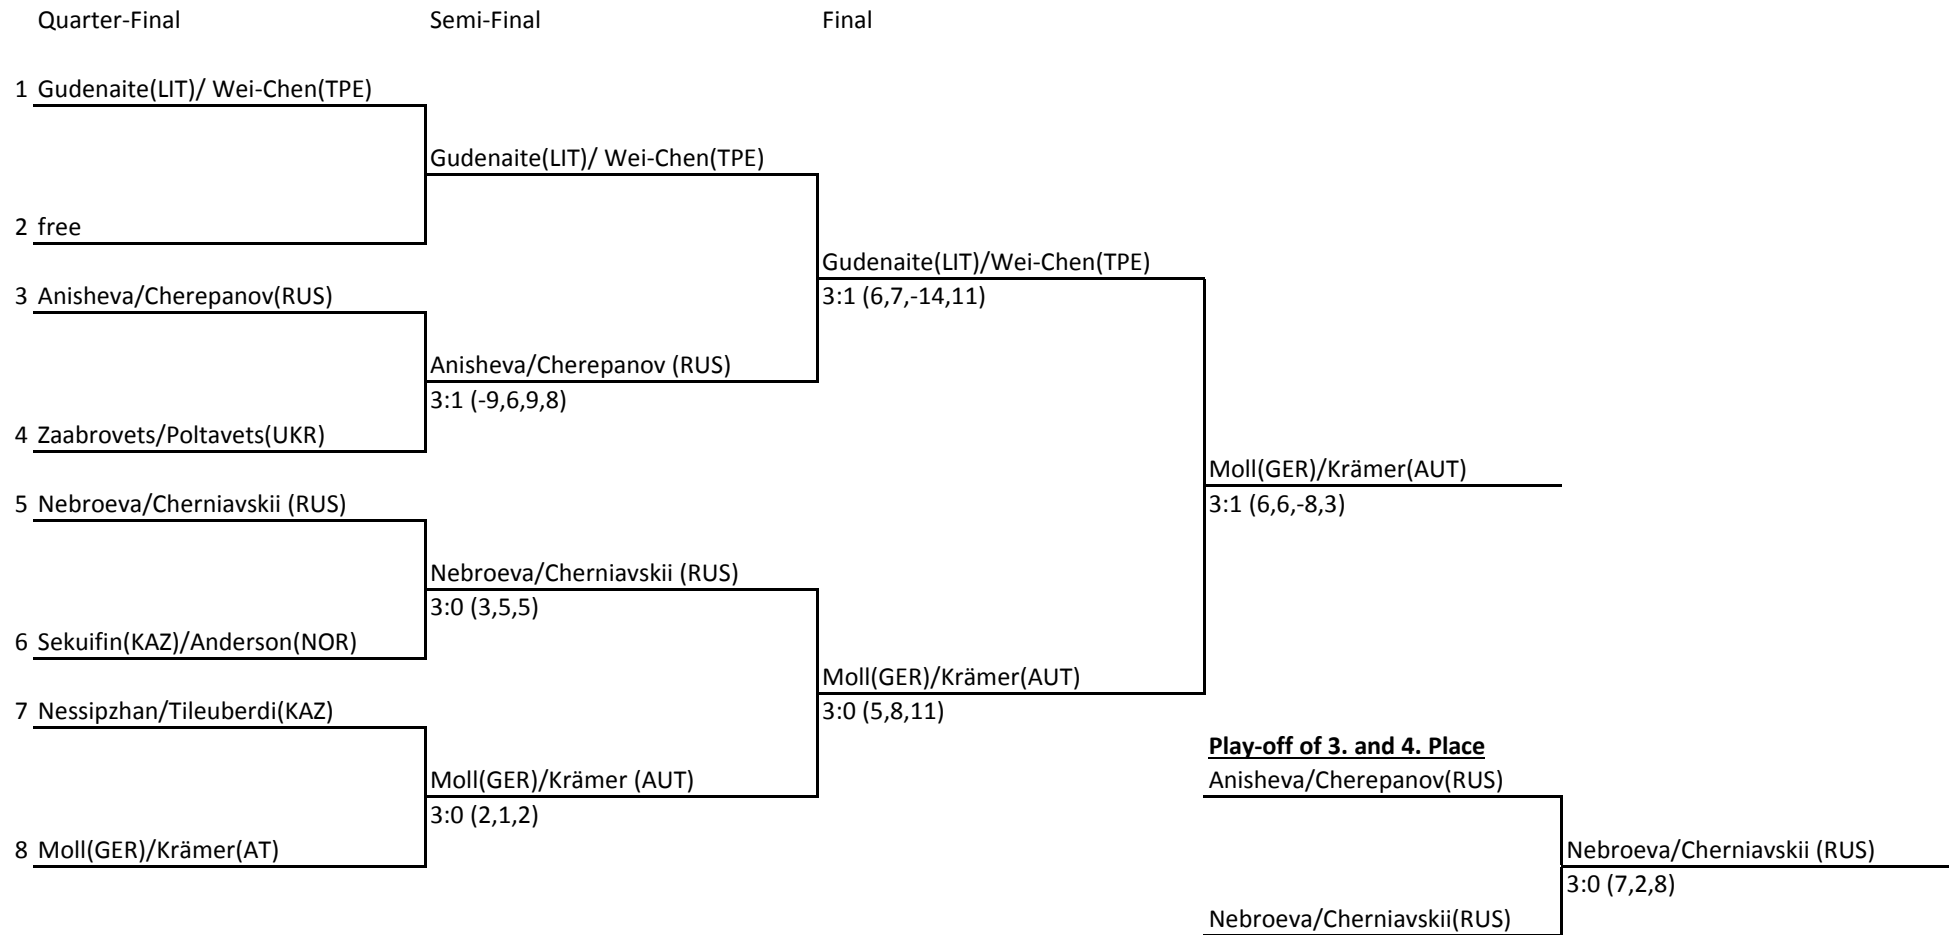 Quarter-Final Semi-Final Final
1 Gudenaite(LIT)/ Wei-Chen(TPE)
Gudenaite(LIT)/ Wei-Chen(TPE)
2 free
Gudenaite(LIT)/Wei-Chen(TPE)
3 Anisheva/Cherepanov(RUS)
3:1 (6,7,-14,11)
Anisheva/Cherepanov (RUS)
3:1 (-9,6,9,8)
4 Zaabrovets/Poltavets(UKR)
Moll(GER)/Krämer(AUT)
5 Nebroeva/Cherniavskii (RUS)
3:1 (6,6,-8,3)
Nebroeva/Cherniavskii (RUS)
3:0 (3,5,5)
6 Sekuifin(KAZ)/Anderson(NOR)
Moll(GER)/Krämer(AUT)
7 Nessipzhan/Tileuberdi(KAZ)
3:0 (5,8,11)
Play-off of 3. and 4. Place
Moll(GER)/Krämer (AUT)
Anisheva/Cherepanov(RUS)
3:0 (2,1,2)
8 Moll(GER)/Krämer(AT)
Nebroeva/Cherniavskii (RUS)
3:0 (7,2,8)
Nebroeva/Cherniavskii(RUS)